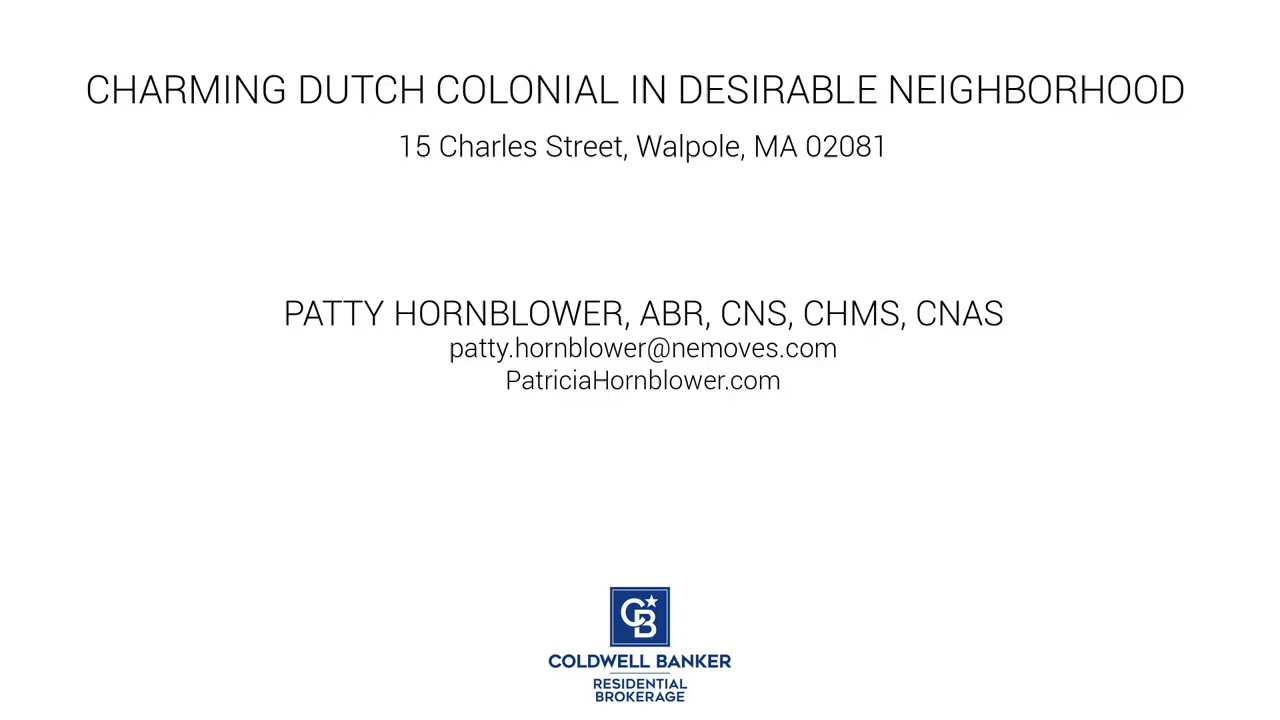 CHARMING DUTCH COLONIAL IN DESIRABLE NEIGHBORHOOD
15 Charles Street, Walpole, MA 02081
PATTY HORNBLOWER, ABR, CNS, CHMS, CNAS
patty.hornblower@nemoves.com
PatriciaHornblower.com
CB
COLDWELL BANKER
RESIDENTIAL
BROKERAGE